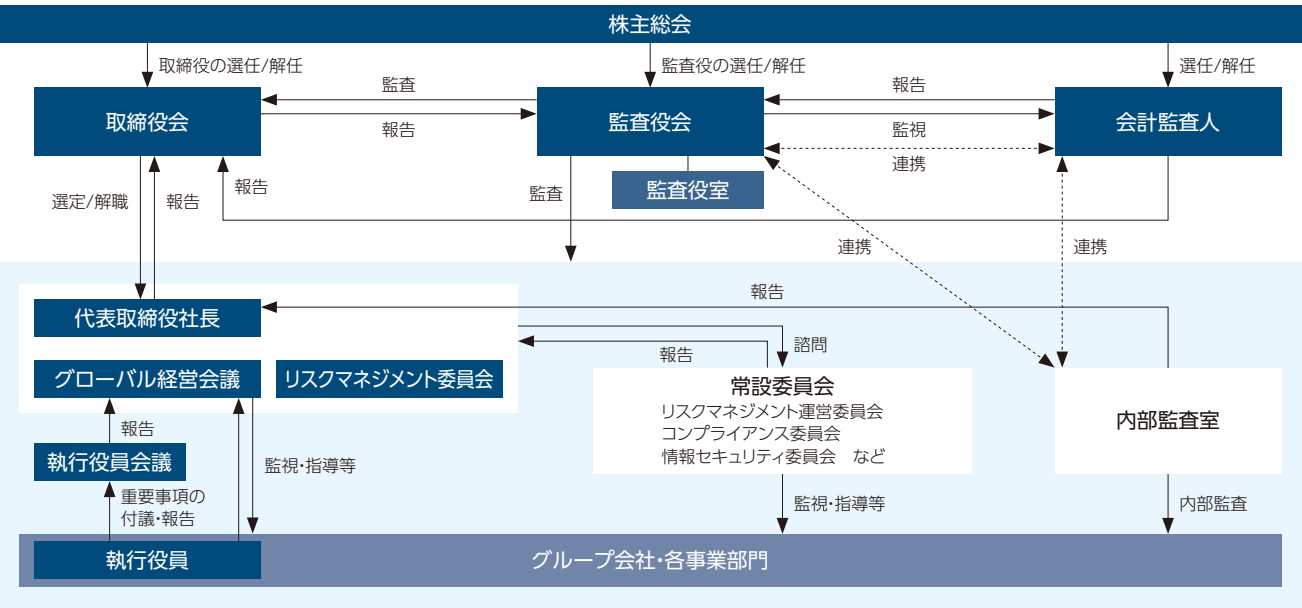 株主総会
取締役の選任/解任
監査役の選任/解任
選任/解任
監査
報告
取締役会
報告
監査役会
監視
会計監査人
連携
監査役室
選定/解職
報告
報告
監査
連携
連携
報告
代表取締役社長
諮問
報告
グローバル経営会議
リスクマネジメント委員会
常設委員会
リスクマネジメント運営委員会
コンプライアンス委員会
情報セキュリティ委員会　など
内部監査室
報告
執行役員会議
監視・指導等
重要事項の
付議・報告
監視・指導等
内部監査
執行役員
グループ会社・各事業部門